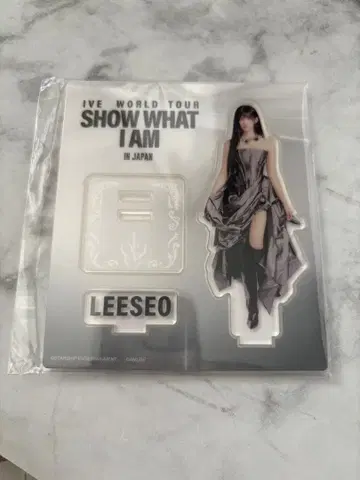 IVE WORLD TOUR
SHOW WHAT
I AM
IN JAPAN
LEESEO